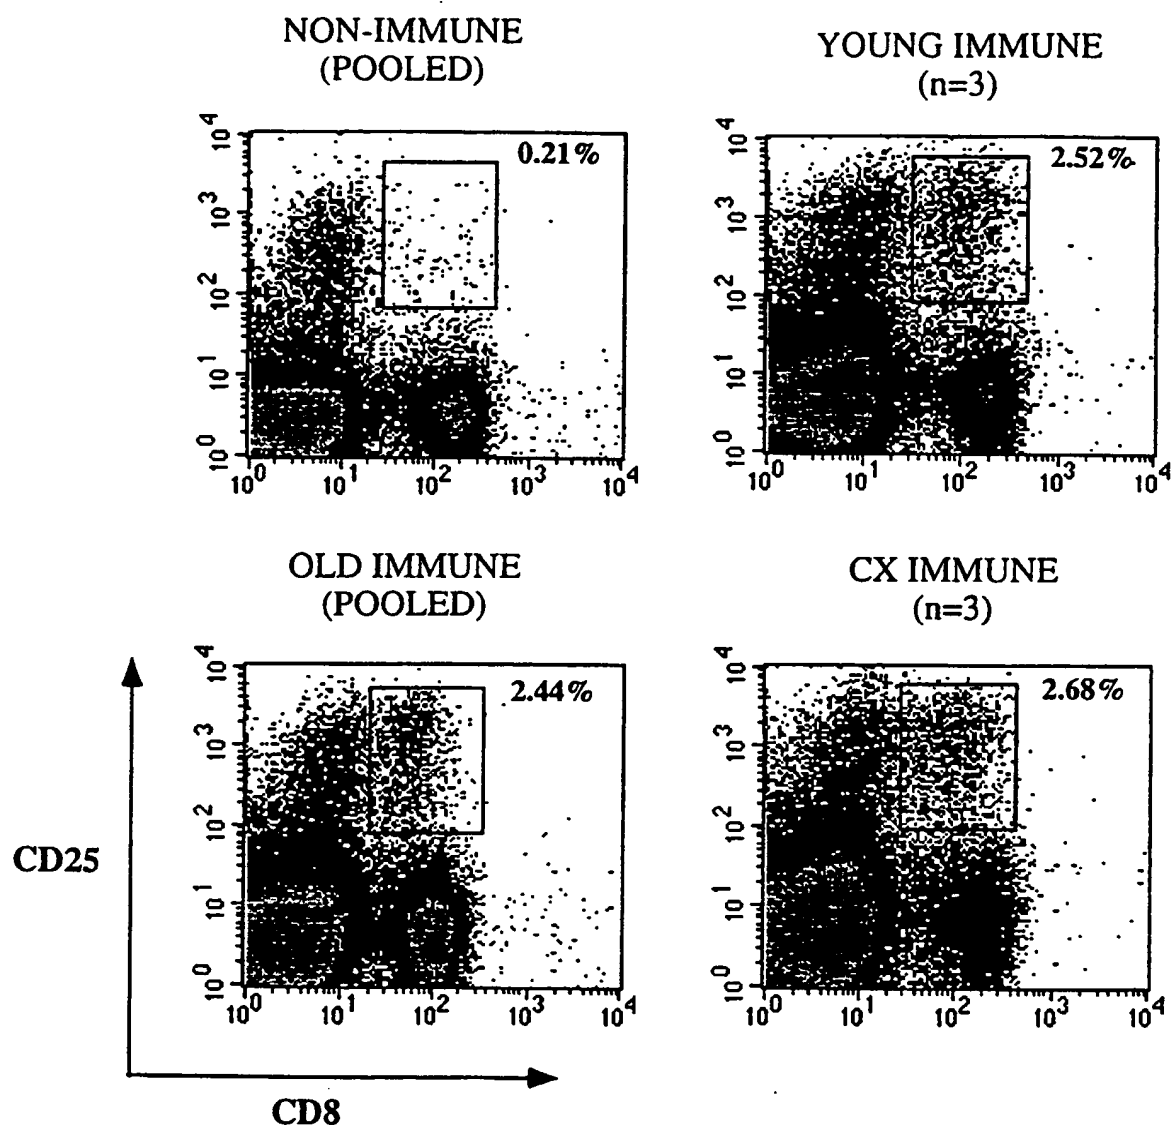 NON-IMMUNE
(POOLED)
0.21%
10^4
10^3
10^2
10^1
10^0
10^0 10^1 10^2 10^3 10^4
YOUNG IMMUNE
(n=3)
2.52%
10^4
10^3
10^2
10^1
10^0
10^0 10^1 10^2 10^3 10^4
OLD IMMUNE
(POOLED)
2.44%
10^4
10^3
10^2
10^1
10^0
10^0 10^1 10^2 10^3 10^4
CX IMMUNE
(n=3)
2.68%
10^4
10^3
10^2
10^1
10^0
10^0 10^1 10^2 10^3 10^4
CD25
CD8